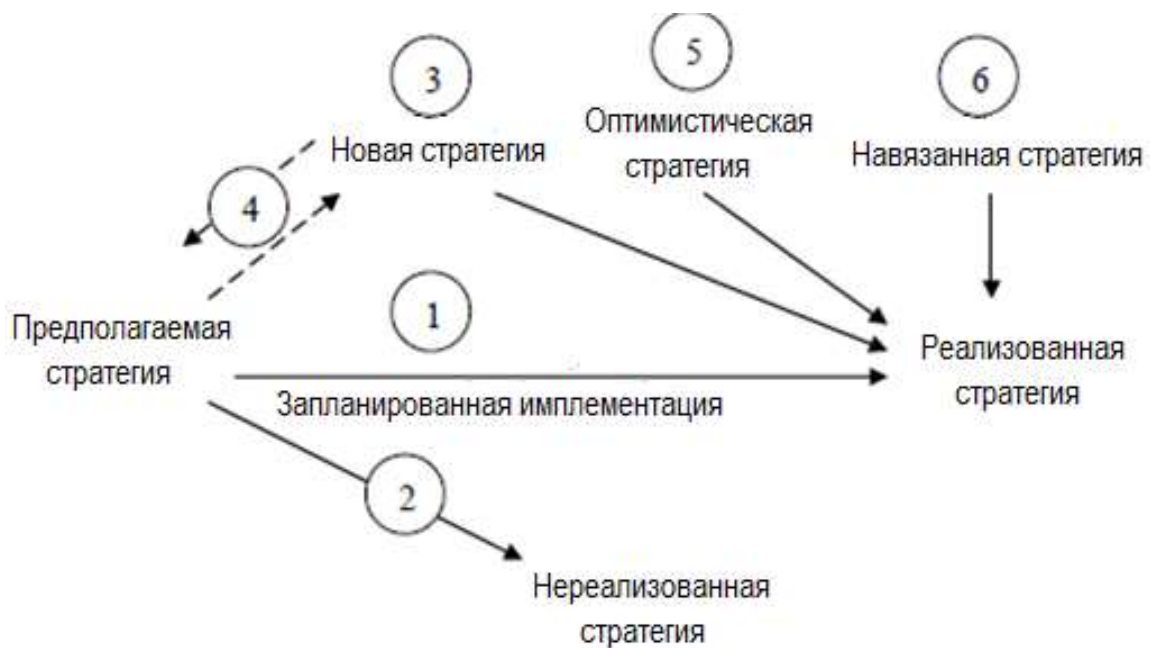 3
5
6
Новая стратегия
Оптимистическая
стратегия
Навязанная стратегия
4
1
Предполагаемая
стратегия
Реализованная
стратегия
Запланированная имплементация
2
Нереализованная
стратегия